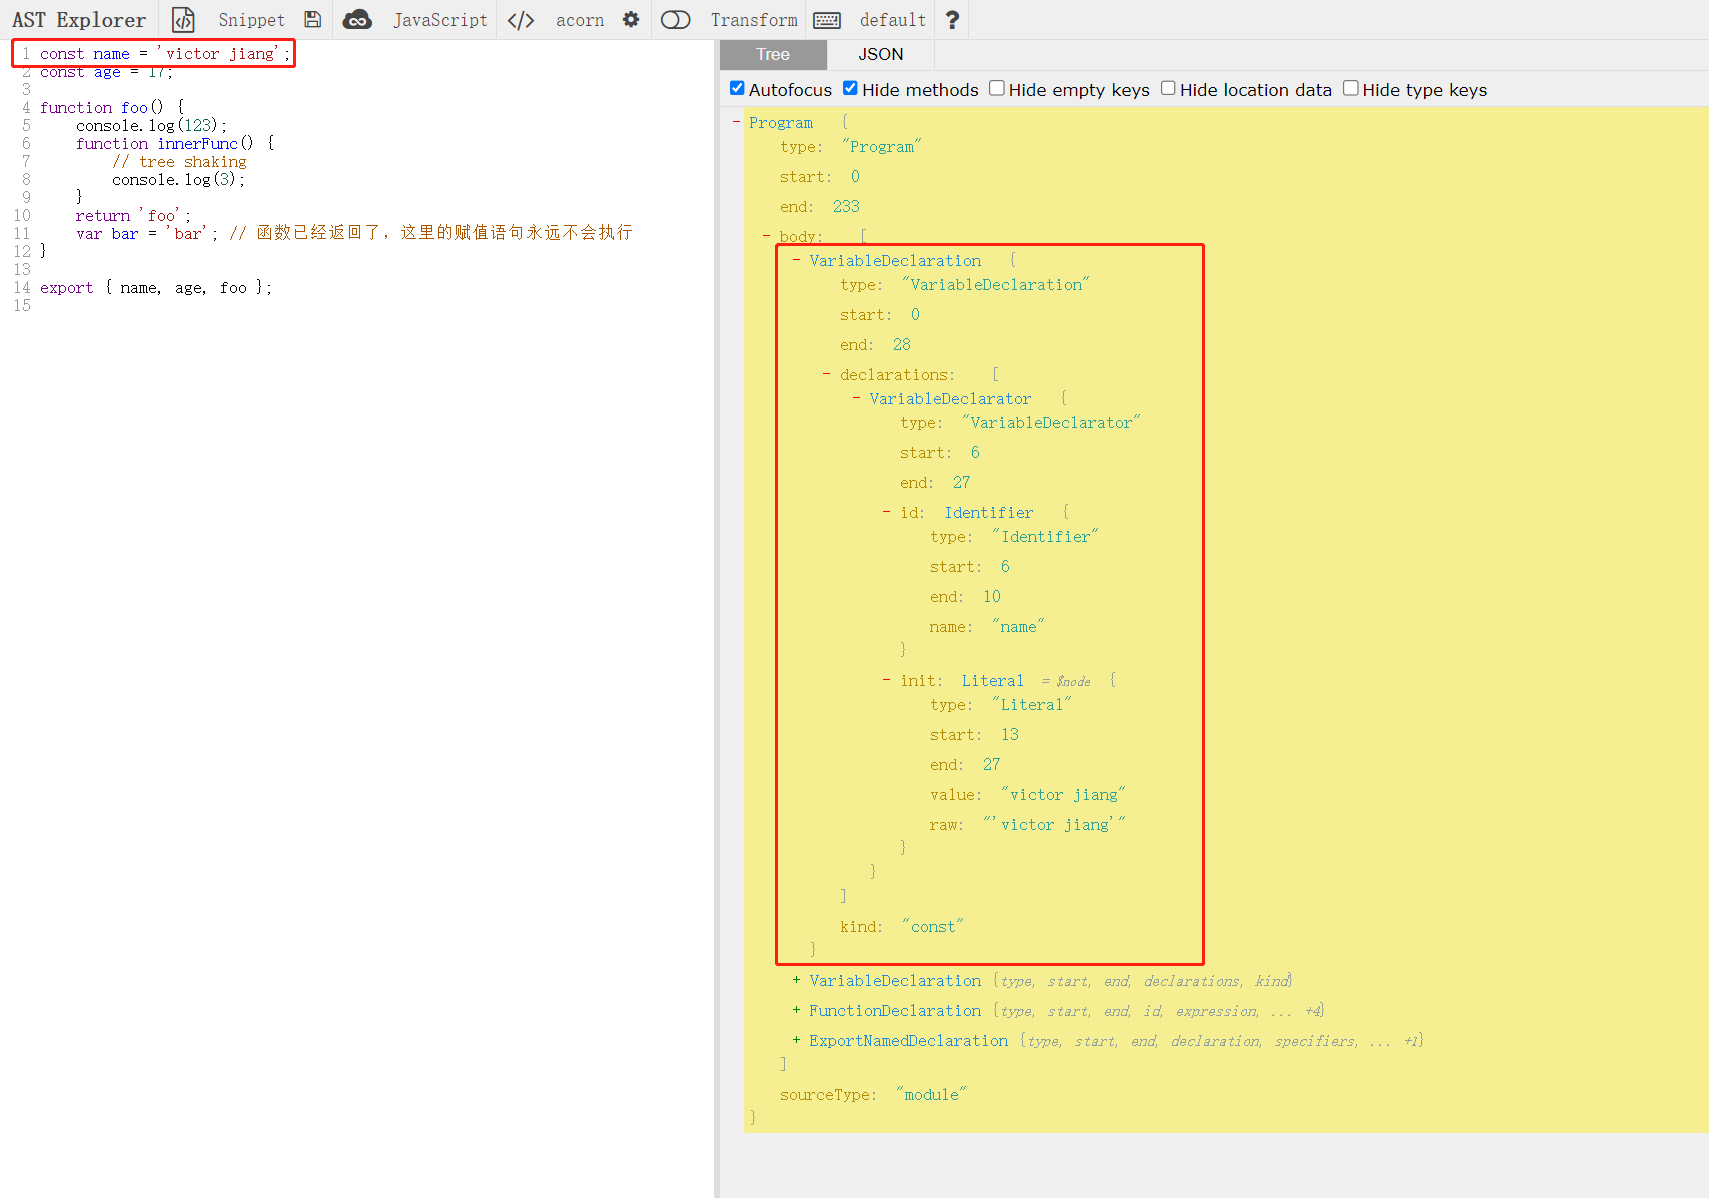 AST Explorer Snippet JavaScript </> acorn Transform default ?
1 const name = 'victor jiang';
2 const age = 17;
3
4 function foo() {
5     console.log(123);
6     function innerFunc() {
7         // tree shaking
8         console.log(3);
9     }
10     return 'foo';
11     var bar = 'bar'; // 函数已经返回了，这里的赋值语句永远不会执行
12 }
13
14 export { name, age, foo };
15
Tree JSON
Autofocus Hide methods Hide empty keys Hide location data Hide type keys
- Program {
type: "Program"
start: 0
end: 233
- body: [
- VariableDeclaration {
type: "VariableDeclaration"
start: 0
end: 28
- declarations: [
- VariableDeclarator {
type: "VariableDeclarator"
start: 6
end: 27
- id: Identifier {
type: "Identifier"
start: 6
end: 10
name: "name"
}
- init: Literal = $node {
type: "Literal"
start: 13
end: 27
value: "victor jiang"
raw: "'victor jiang'"
}
}
]
kind: "const"
}
+ VariableDeclaration {type, start, end, declarations, kind}
+ FunctionDeclaration {type, start, end, id, expression, ... +4}
+ ExportNamedDeclaration {type, start, end, declaration, specifiers, ... +1}
]
sourceType: "module"
}